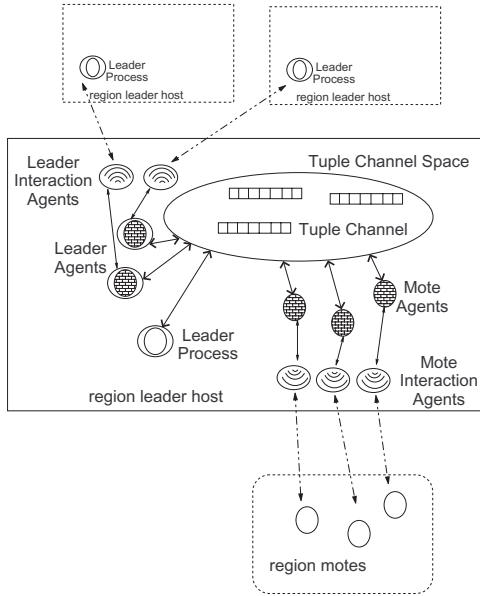 Leader
Process
region leader host
Leader
Process
region leader host
Leader
Interaction
Agents
Tuple Channel Space
Tuple Channel
Leader
Agents
Mote
Agents
Leader
Process
Mote
Interaction
Agents
region leader host
region motes